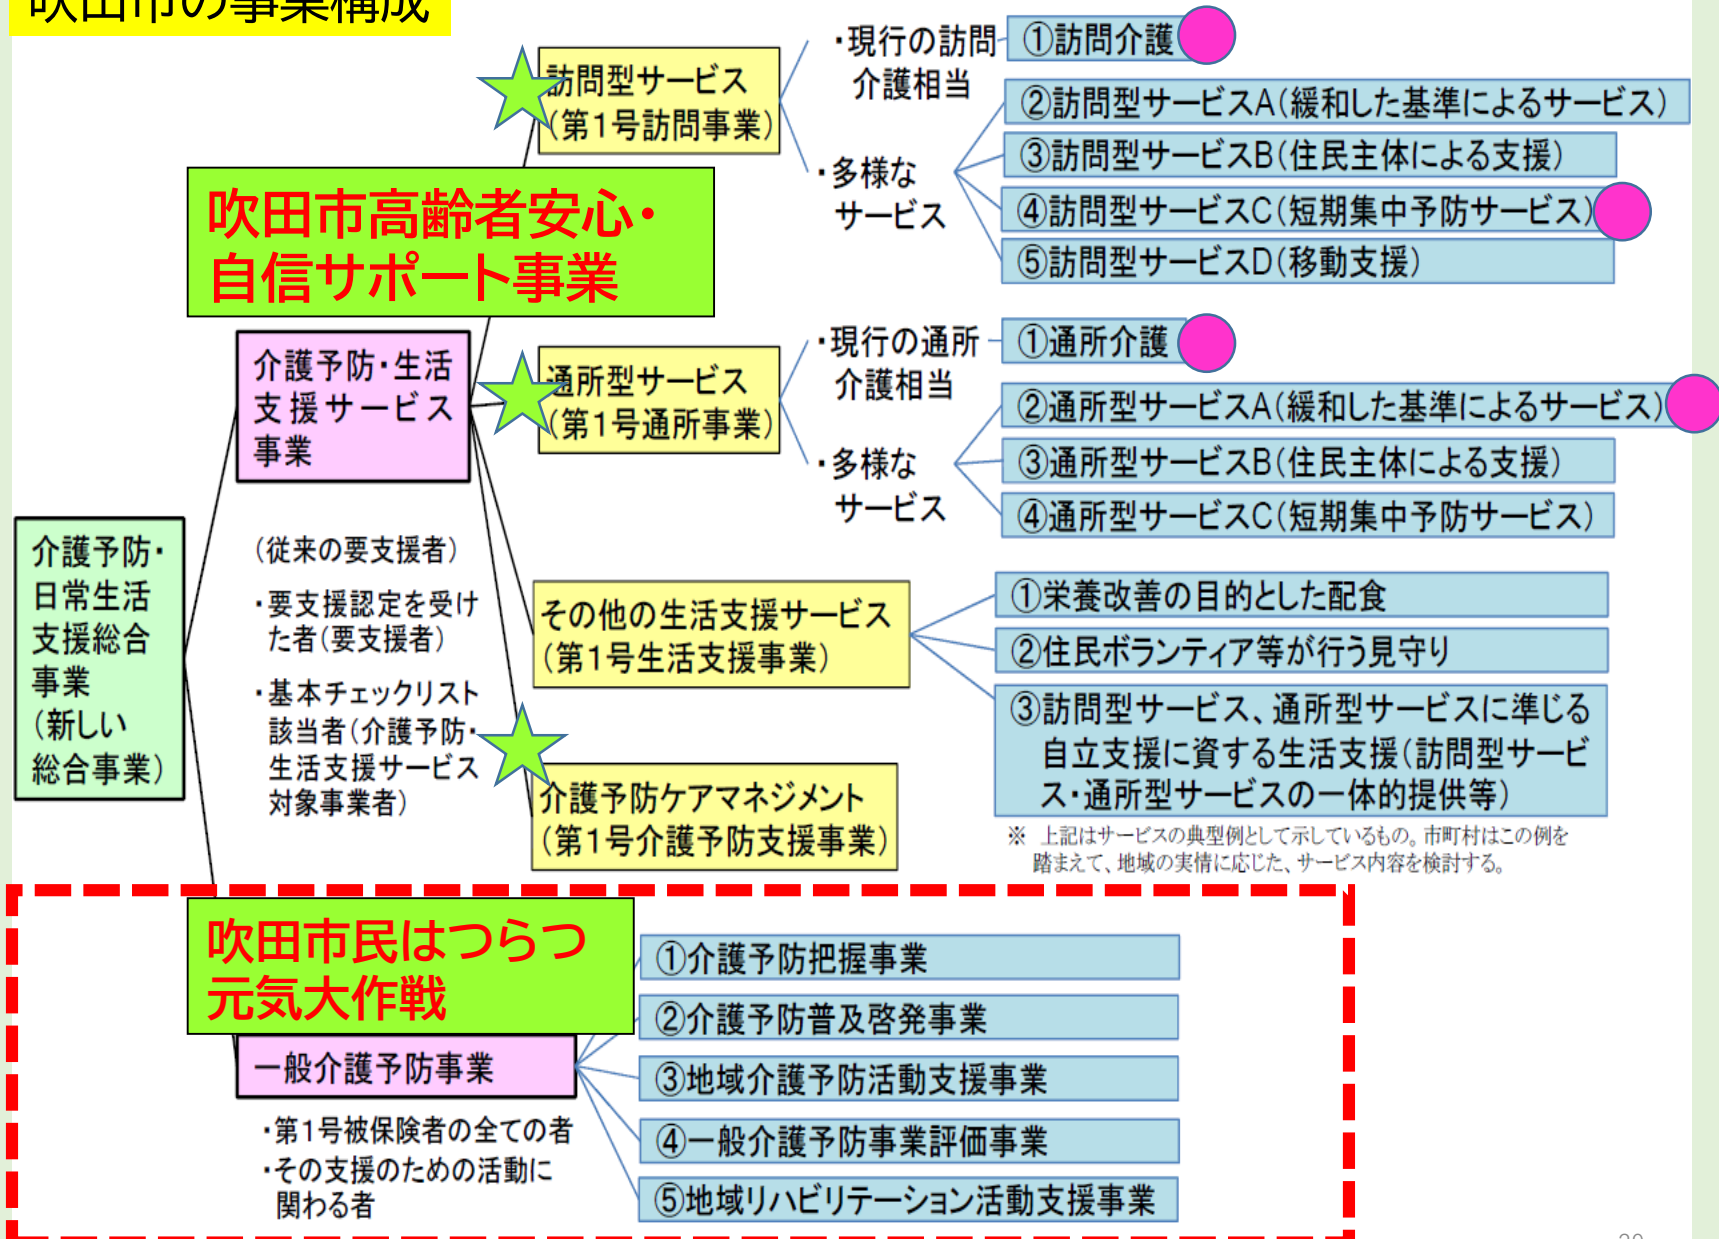 吹田市の事業構成
訪問型サービス
(第1号訪問事業)
・現行の訪問
介護相当
①訪問介護
・多様な
サービス
②訪問型サービスA(緩和した基準によるサービス)
③訪問型サービスB(住民主体による支援)
④訪問型サービスC(短期集中予防サービス)
⑤訪問型サービスD(移動支援)
吹田市高齢者安心・
自信サポート事業
介護予防・生活
支援サービス
事業
通所型サービス
(第1号通所事業)
・現行の通所
介護相当
①通所介護
・多様な
サービス
②通所型サービスA(緩和した基準によるサービス)
③通所型サービスB(住民主体による支援)
④通所型サービスC(短期集中予防サービス)
介護予防・
日常生活
支援総合
事業
(新しい
総合事業)
(従来の要支援者)
・要支援認定を受け
た者(要支援者)
・基本チェックリスト
該当者(介護予防・
生活支援サービス
対象事業者)
その他の生活支援サービス
(第1号生活支援事業)
①栄養改善の目的とした配食
②住民ボランティア等が行う見守り
③訪問型サービス、通所型サービスに準じる
自立支援に資する生活支援(訪問型サービ
ス・通所型サービスの一体的提供等)
介護予防ケアマネジメント
(第1号介護予防支援事業)
※ 上記はサービスの典型例として示しているもの。市町村はこの例を
踏まえて、地域の実情に応じた、サービス内容を検討する。
吹田市民はつらつ
元気大作戦
一般介護予防事業
・第1号被保険者の全ての者
・その支援のための活動に
関わる者
①介護予防把握事業
②介護予防普及啓発事業
③地域介護予防活動支援事業
④一般介護予防事業評価事業
⑤地域リハビリテーション活動支援事業